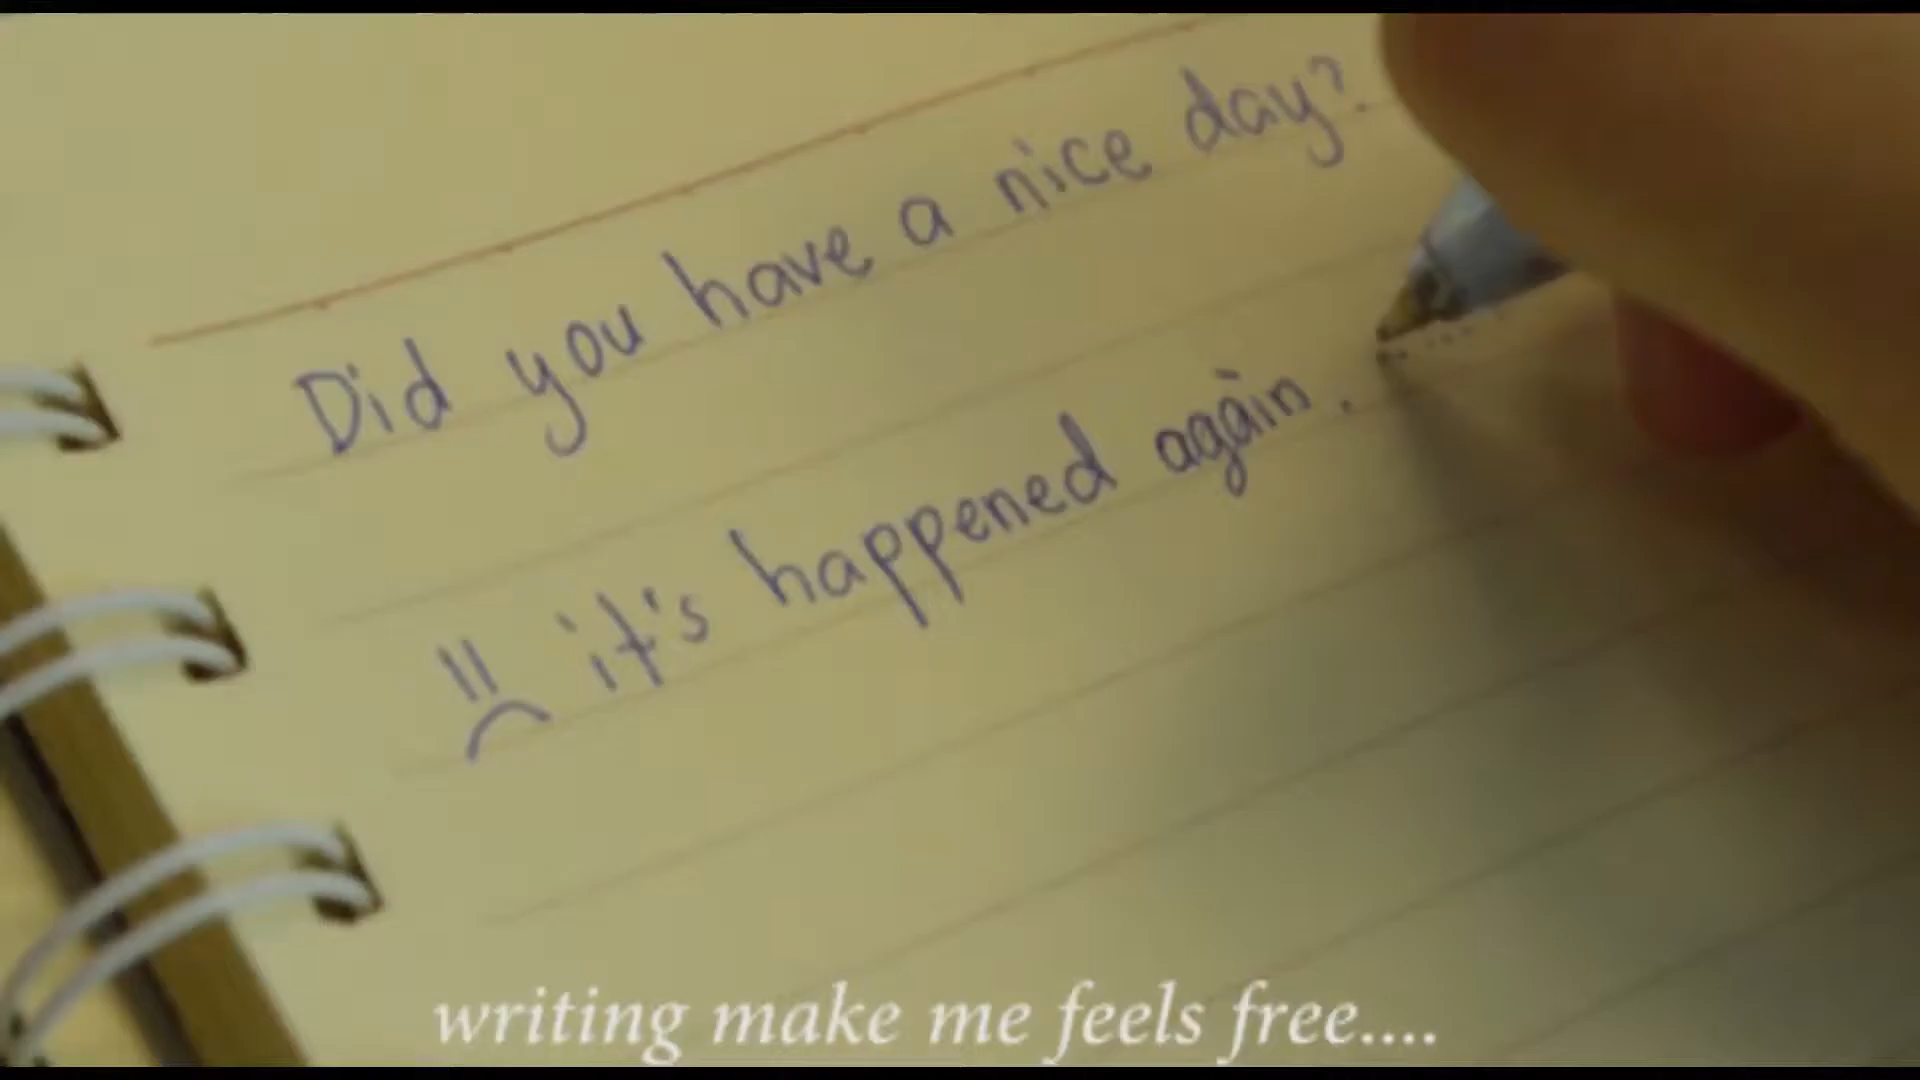 Did you have a nice day?
it's happened again.
writing make me feels free....